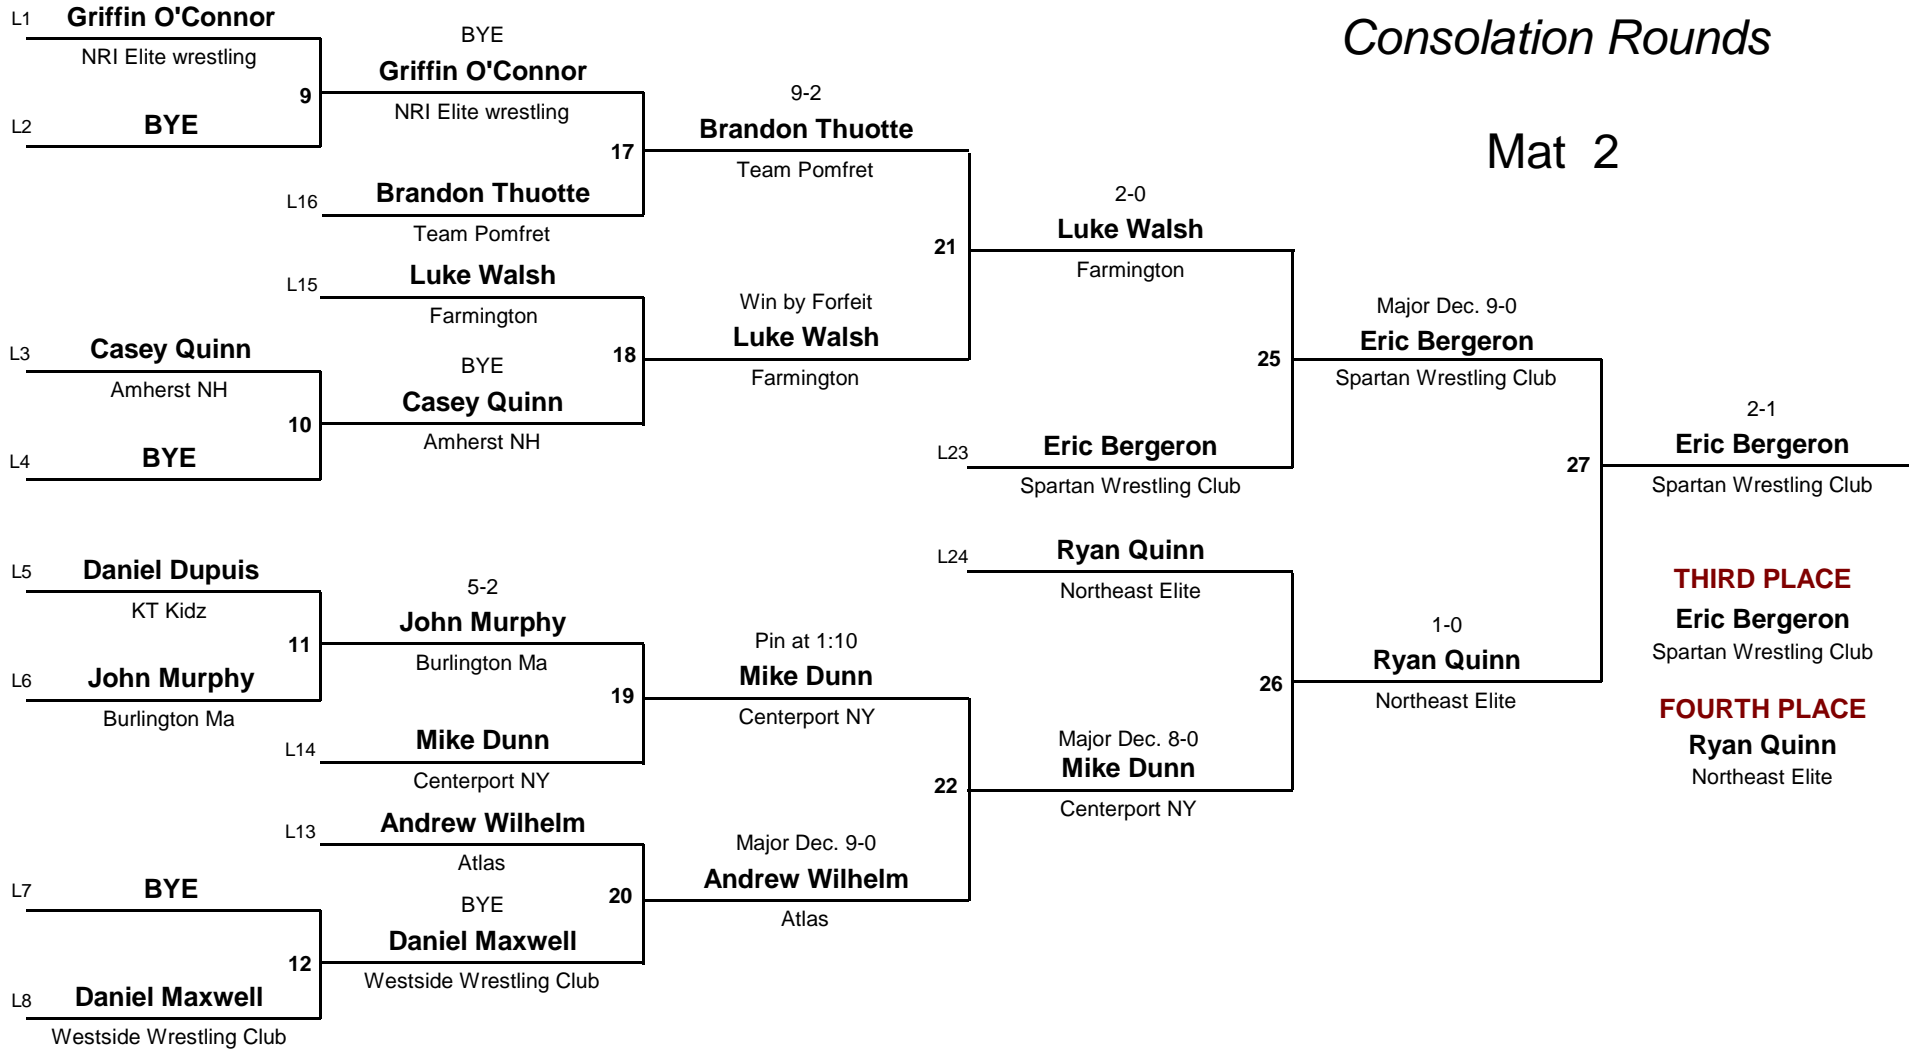 Consolation Rounds
Mat 2
L1 Griffin O'Connor
NRI Elite wrestling
9
L2 BYE
L3 Casey Quinn
Amherst NH
10
L4 BYE
L5 Daniel Dupuis
KT Kidz
11
L6 John Murphy
Burlington Ma
L7 BYE
12
L8 Daniel Maxwell
Westside Wrestling Club
BYE
Griffin O'Connor
NRI Elite wrestling
17
L16 Brandon Thuotte
Team Pomfret
L15 Luke Walsh
Farmington
18
BYE
Casey Quinn
Amherst NH
5-2
John Murphy
Burlington Ma
19
L14 Mike Dunn
Centerport NY
L13 Andrew Wilhelm
Atlas
20
BYE
Daniel Maxwell
Westside Wrestling Club
9-2
Brandon Thuotte
Team Pomfret
21
Win by Forfeit
Luke Walsh
Farmington
Pin at 1:10
Mike Dunn
Centerport NY
22
Major Dec. 9-0
Andrew Wilhelm
Atlas
2-0
Luke Walsh
Farmington
25
L23 Eric Bergeron
Spartan Wrestling Club
L24 Ryan Quinn
Northeast Elite
26
Major Dec. 8-0
Mike Dunn
Centerport NY
Major Dec. 9-0
Eric Bergeron
Spartan Wrestling Club
27
1-0
Ryan Quinn
Northeast Elite
2-1
Eric Bergeron
Spartan Wrestling Club
THIRD PLACE
Eric Bergeron
Spartan Wrestling Club
FOURTH PLACE
Ryan Quinn
Northeast Elite